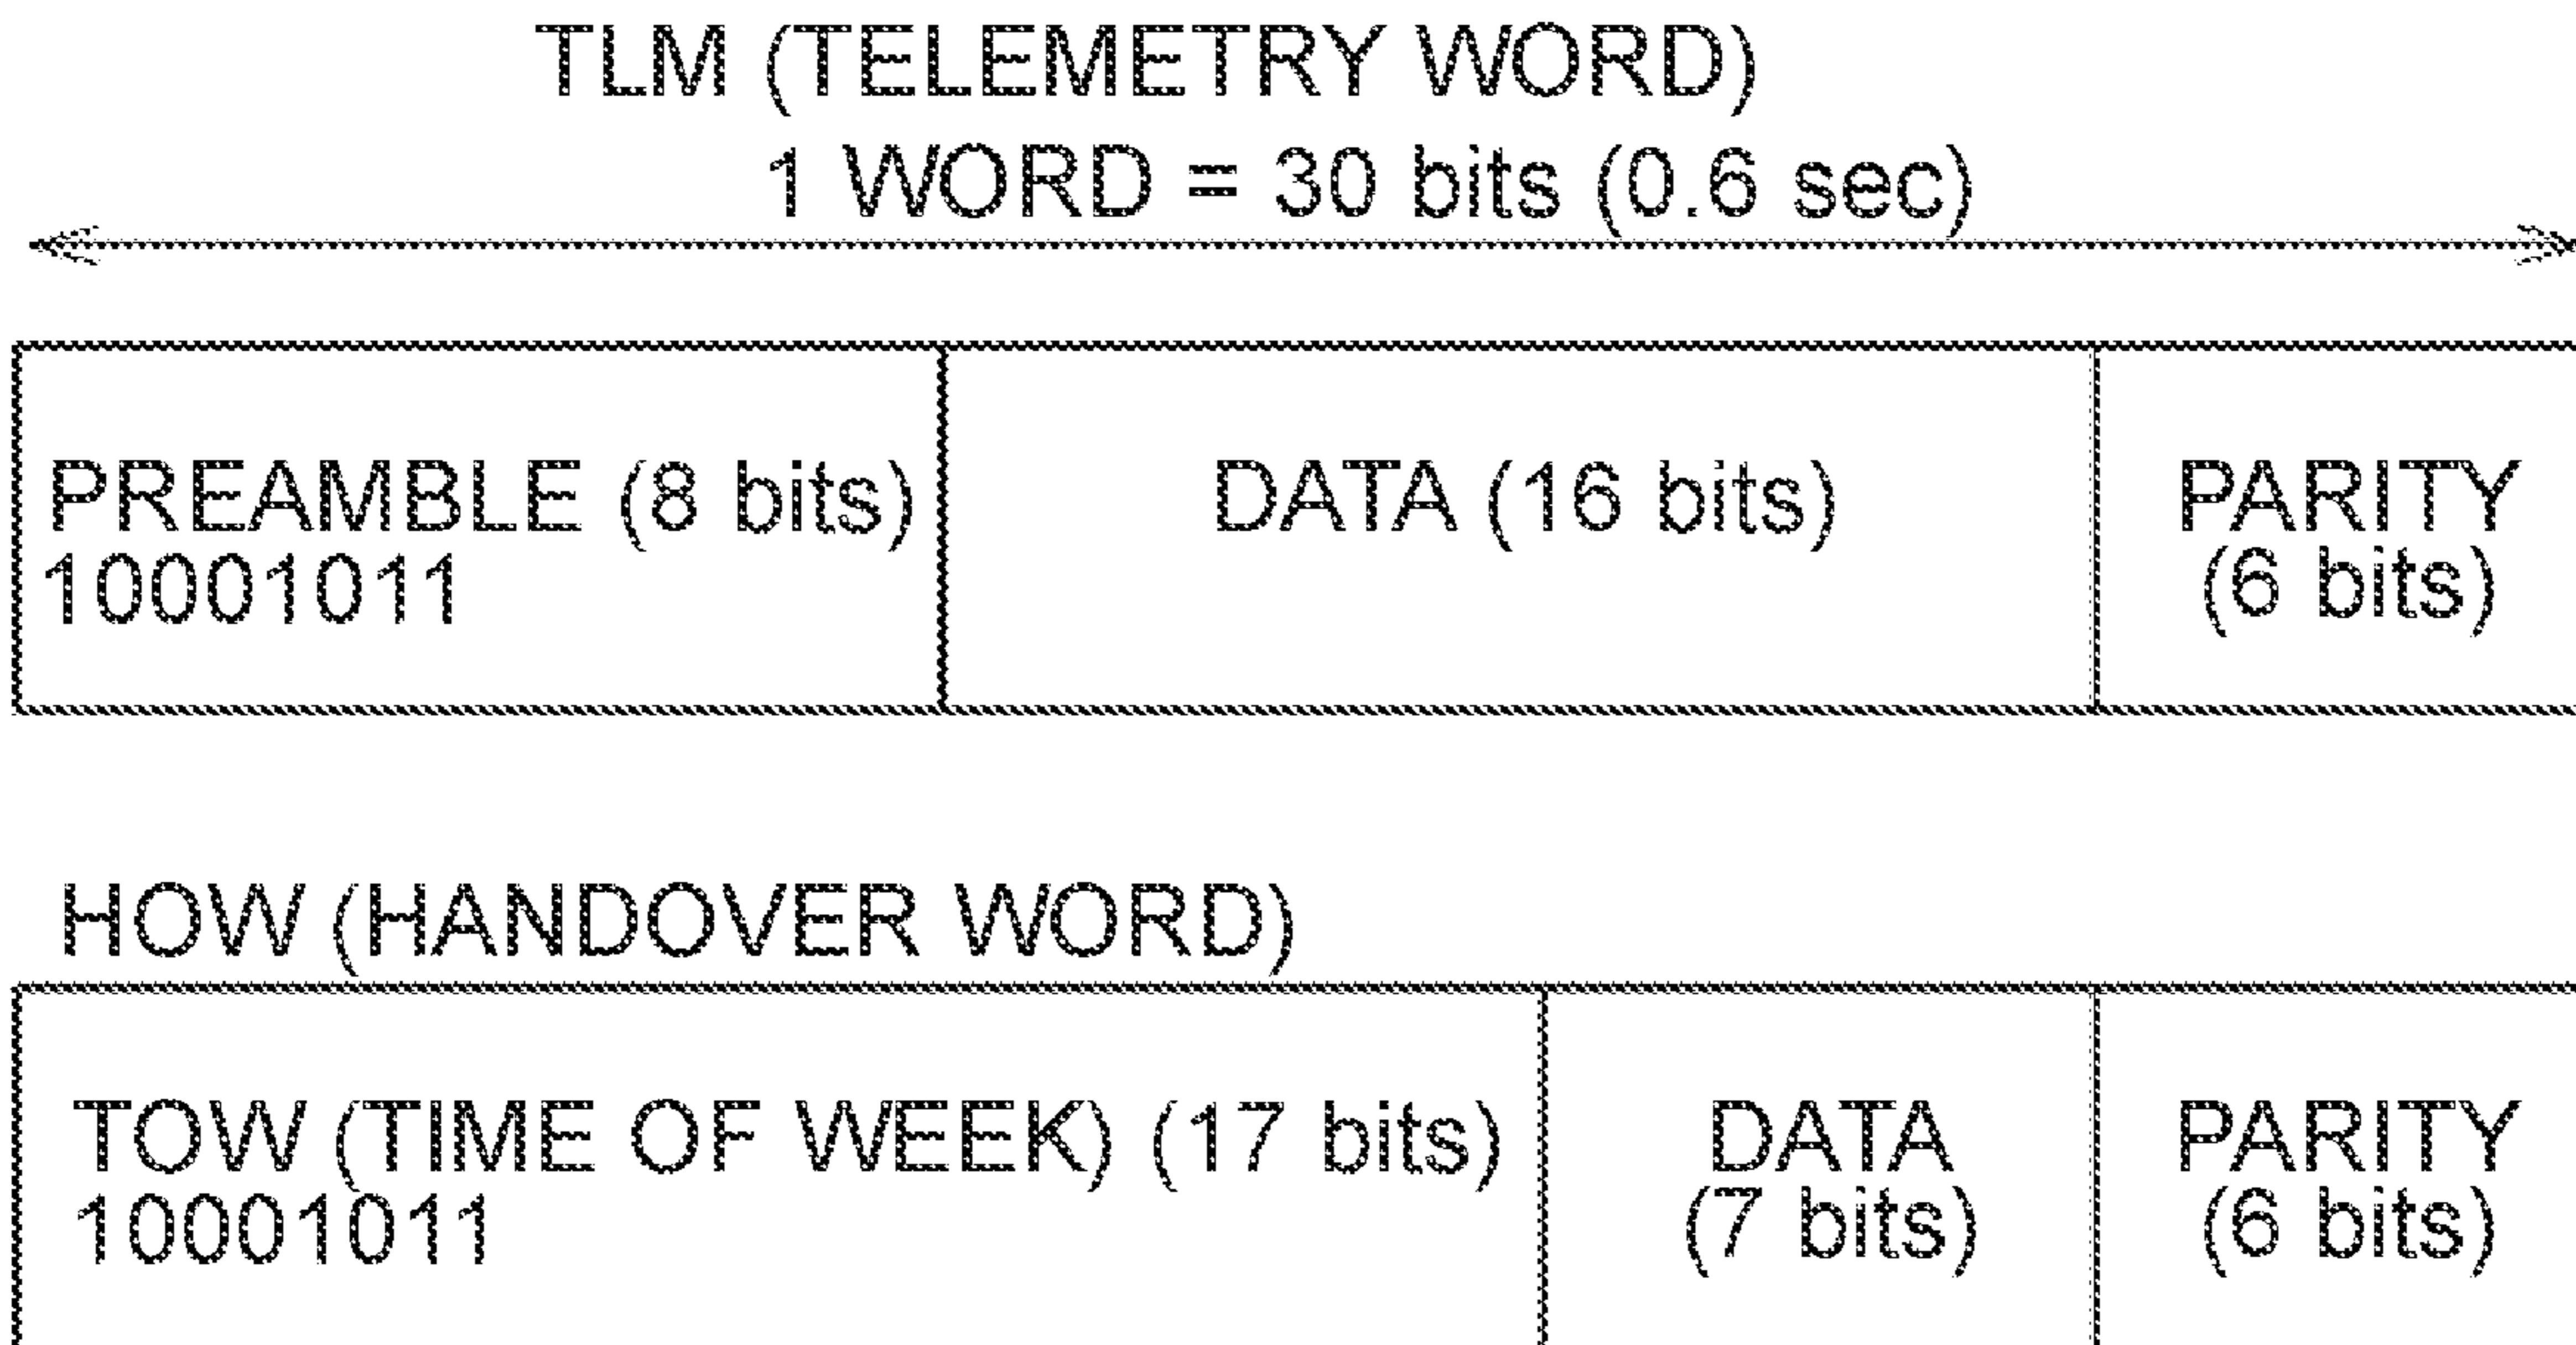 TLM (TELEMETRY WORD)
1 WORD = 30 bits (0.6 sec)
PREAMBLE (8 bits)
10001011
DATA (16 bits)
PARITY
(6 bits)
HOW (HANDOVER WORD)
TOW (TIME OF WEEK) (17 bits)
10001011
DATA
(7 bits)
PARITY
(6 bits)